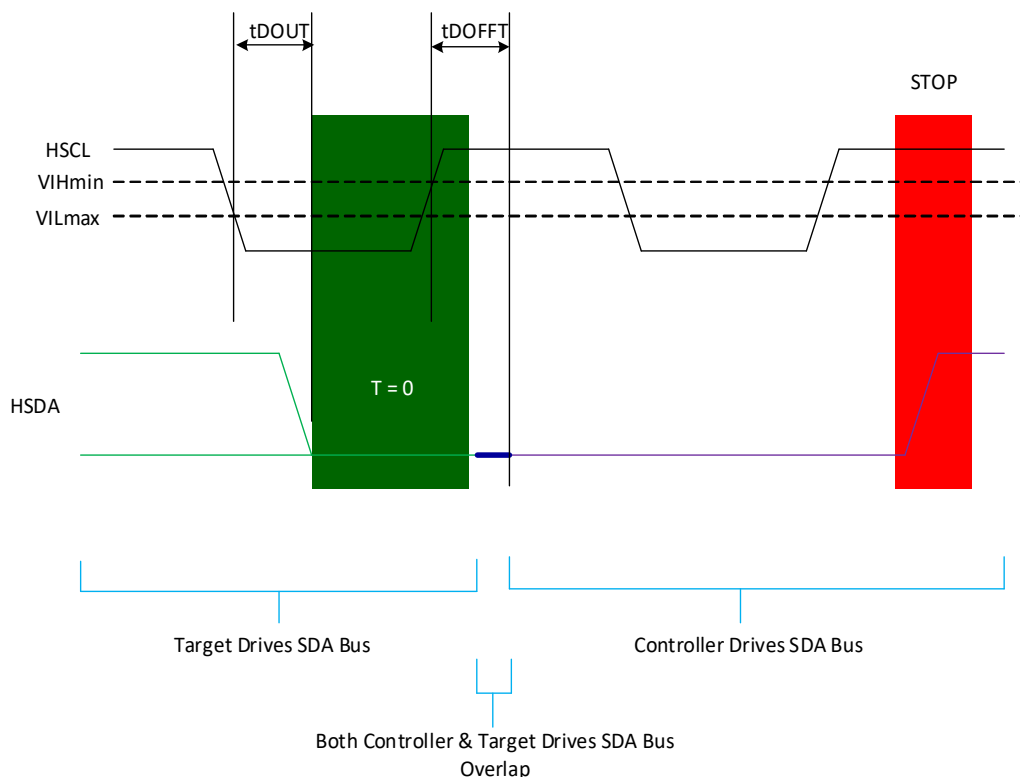 tDOUT
tDOFFT
STOP
HSCL
VIHmin
VILmax
T = 0
HSDA
Target Drives SDA Bus
Controller Drives SDA Bus
Both Controller & Target Drives SDA Bus
Overlap